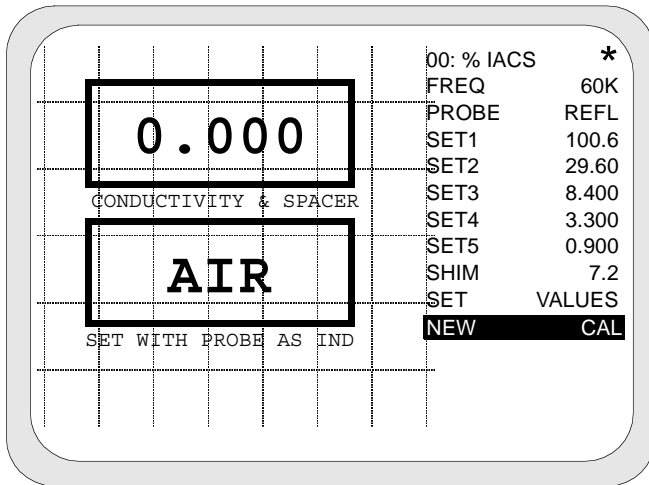 0.000
CONDUCTIVITY & SPACER
AIR
SET WITH PROBE AS IND
00: % IACS *
FREQ 60K
PROBE REFL
SET1 100.6
SET2 29.60
SET3 8.400
SET4 3.300
SET5 0.900
SHIM 7.2
SET VALUES
NEW CAL